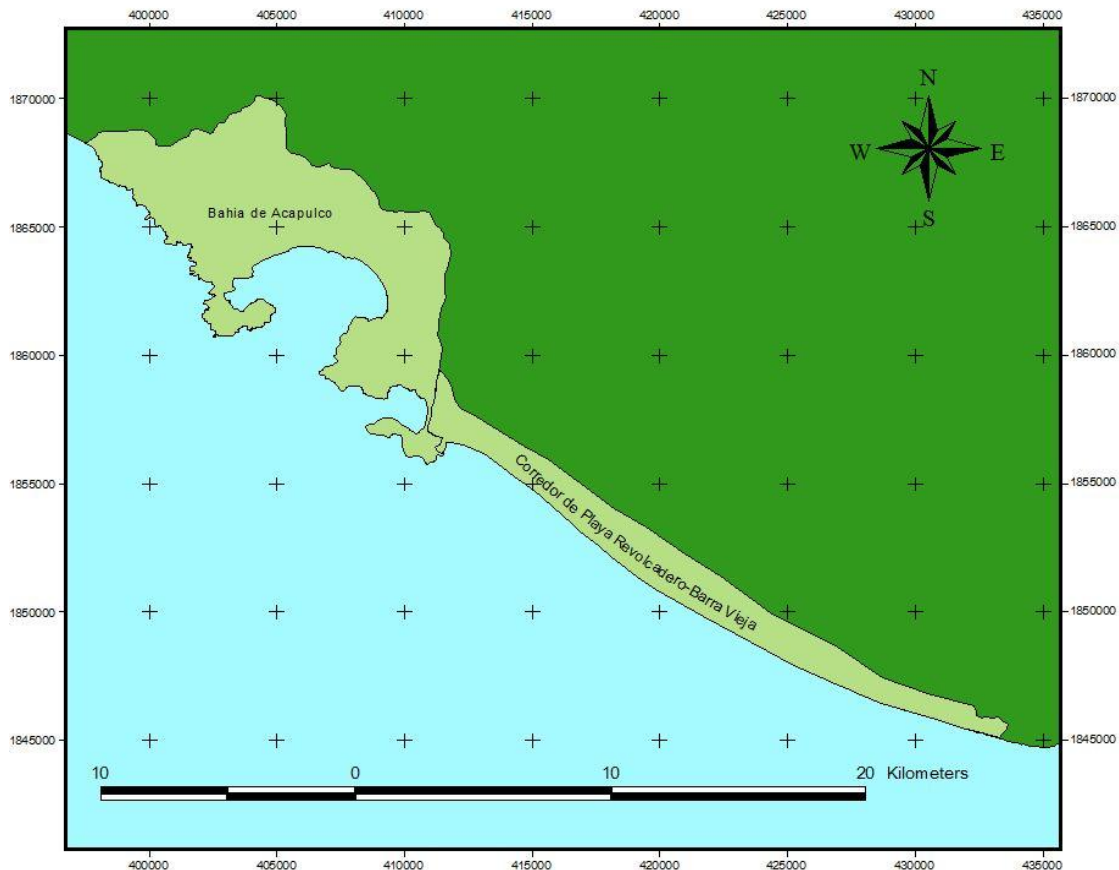 400000 405000 410000 415000 420000 425000 430000 435000
1870000 1870000
N
W E
S
Bahia de Acapulco
1865000 1865000
1860000 1860000
1855000 1855000
Corredor de Playa Revolcadero-Barra Vieja
1850000 1850000
1845000 1845000
10 0 10 20 Kilometers
400000 405000 410000 415000 420000 425000 430000 435000